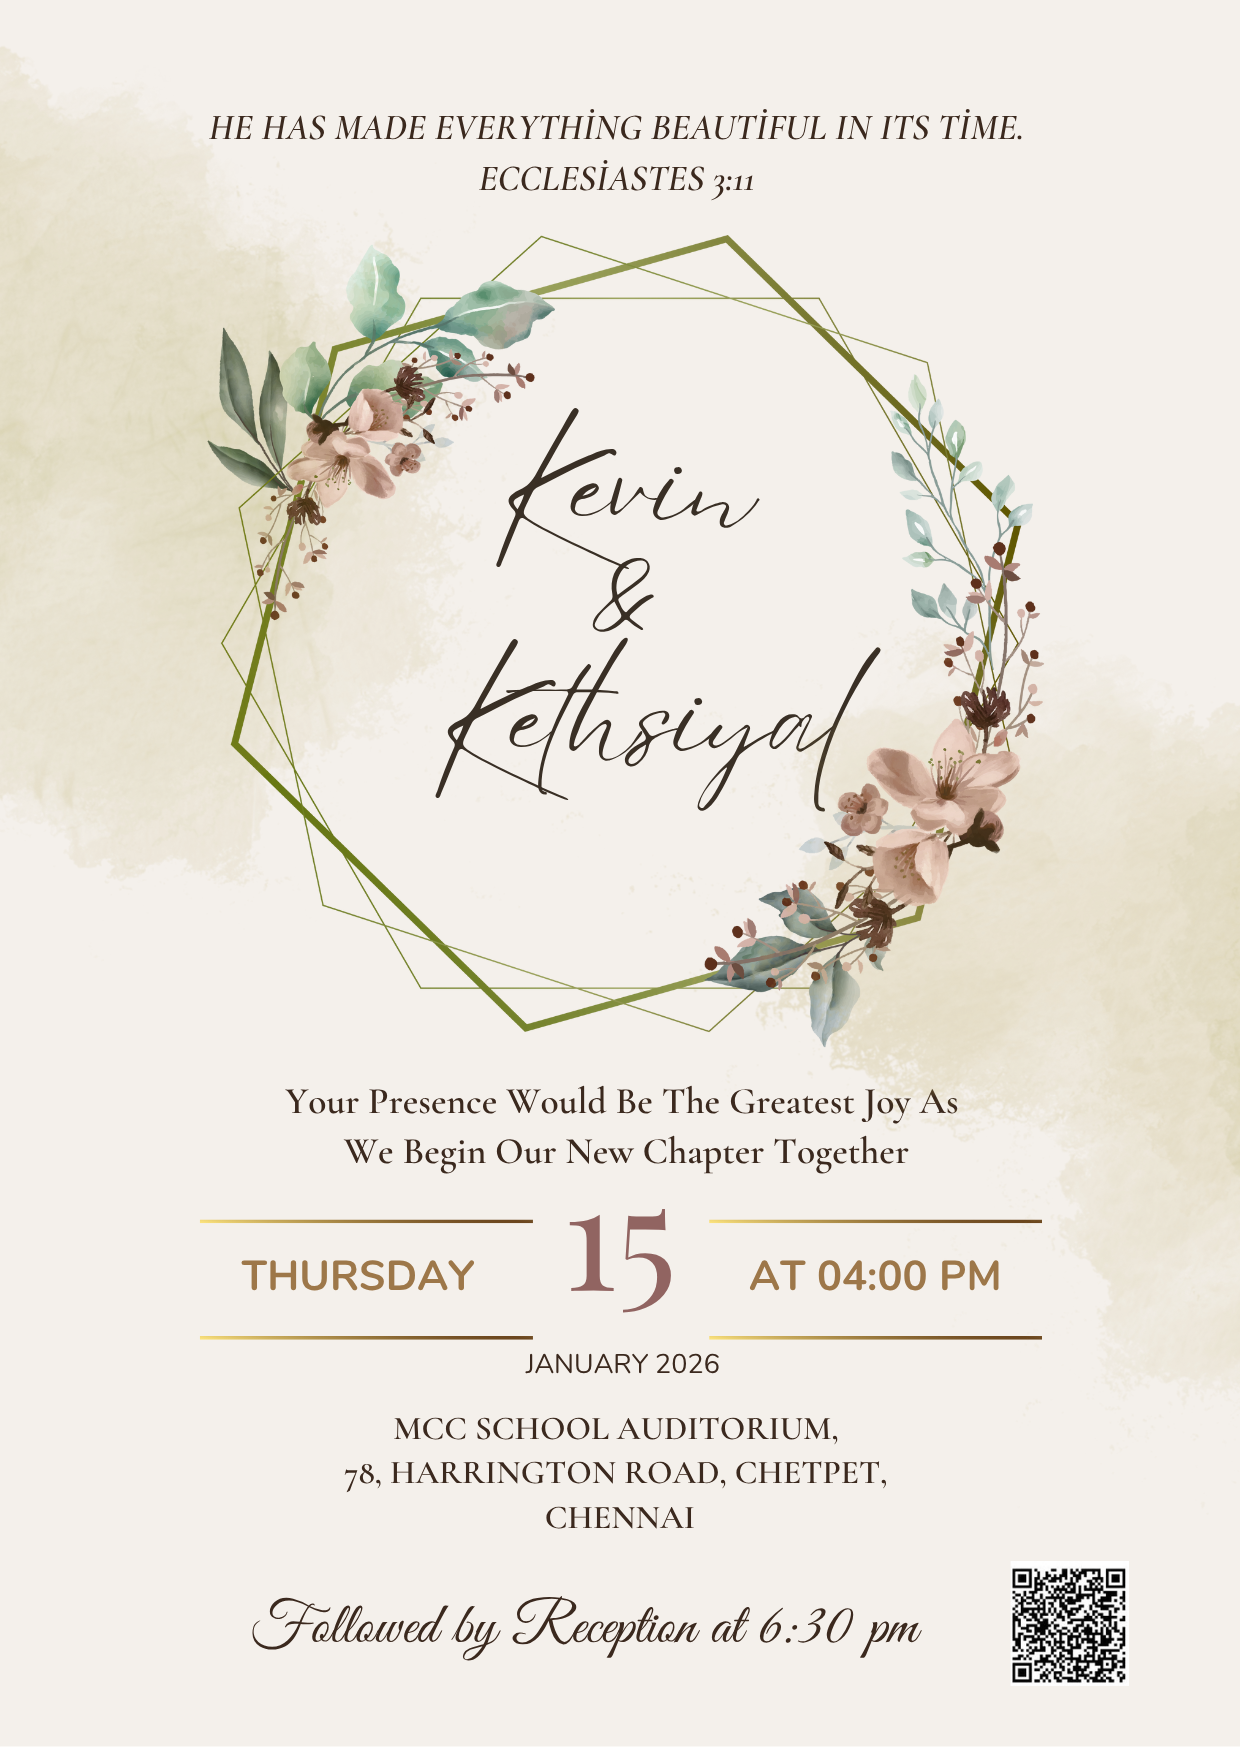 HE HAS MADE EVERYTHİNG BEAUTİFUL IN ITS TİME.
ECCLESİASTES 3:11
Kevin
&
Kethsiyal
Your Presence Would Be The Greatest Joy As
We Begin Our New Chapter Together
THURSDAY 15 AT 04:00 PM
JANUARY 2026
MCC SCHOOL AUDITORIUM,
78, HARRINGTON ROAD, CHETPET,
CHENNAI
Followed by Reception at 6:30 pm